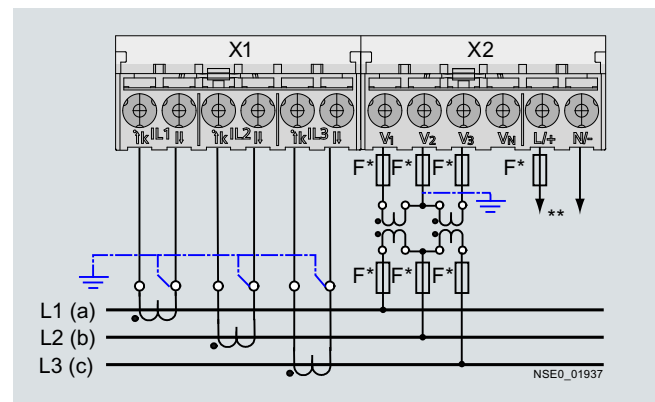 X1 X2
°k IL1 l↓ °k IL2 l↓ °k IL3 l↓ V1 V2 V3 VN L/+ N/-
F* F* F* F*
**
F* F* F*
L1 (a)
L2 (b)
L3 (c)
NSE0_01937